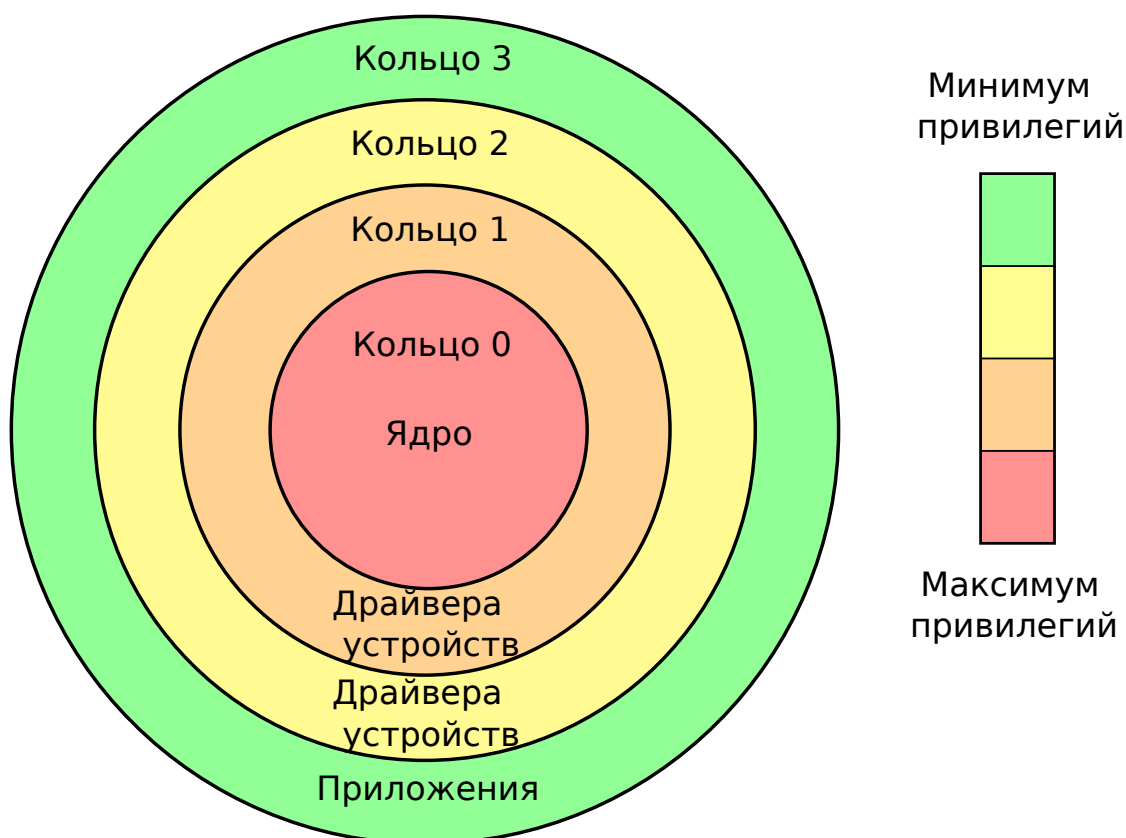 Кольцо 3
Кольцо 2
Кольцо 1
Кольцо 0
Ядро
Драйвера
устройств
Драйвера
устройств
Приложения
Минимум
привилегий
Максимум
привилегий